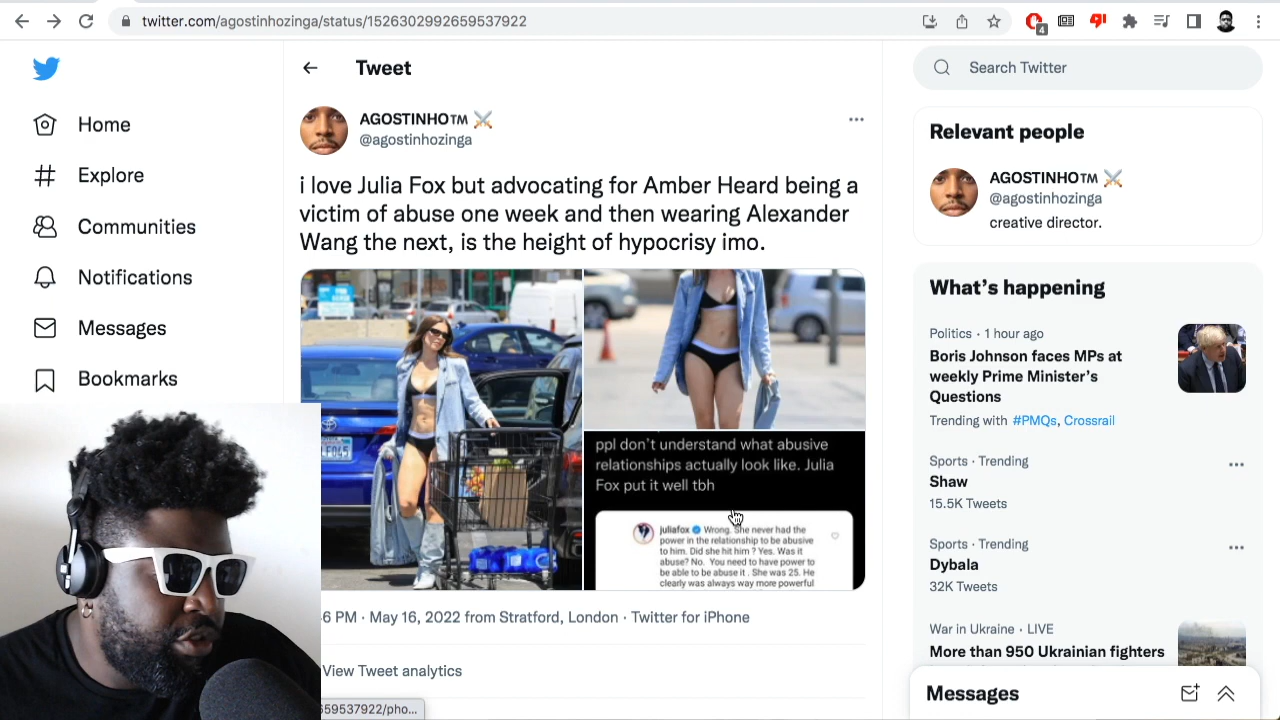 twitter.com/agostinhozinga/status/1526302992659537922
4
Home
Explore
Communities
Notifications
Messages
Bookmarks
Tweet
AGOSTINHO™ ⚔️
@agostinhozinga
i love Julia Fox but advocating for Amber Heard being a
victim of abuse one week and then wearing Alexander
Wang the next, is the height of hypocrisy imo.
ppl don't understand what abusive
relationships actually look like. Julia
Fox put it well tbh
juliafox Wrong. She never had the
power in the relationship to be abusive
to him. Did she hit him ? Yes. Was it
abuse? No. You need to have power to
be able to be abuse it . She was 25. He
clearly was always way more powerful
6 PM · May 16, 2022 from Stratford, London · Twitter for iPhone
View Tweet analytics
659537922/pho...
Search Twitter
Relevant people
AGOSTINHO™ ⚔️
@agostinhozinga
creative director.
What's happening
Politics · 1 hour ago
Boris Johnson faces MPs at
weekly Prime Minister's
Questions
Trending with #PMQs, Crossrail
Sports · Trending
Shaw
15.5K Tweets
Sports · Trending
Dybala
32K Tweets
War in Ukraine · LIVE
More than 950 Ukrainian fighters
Messages